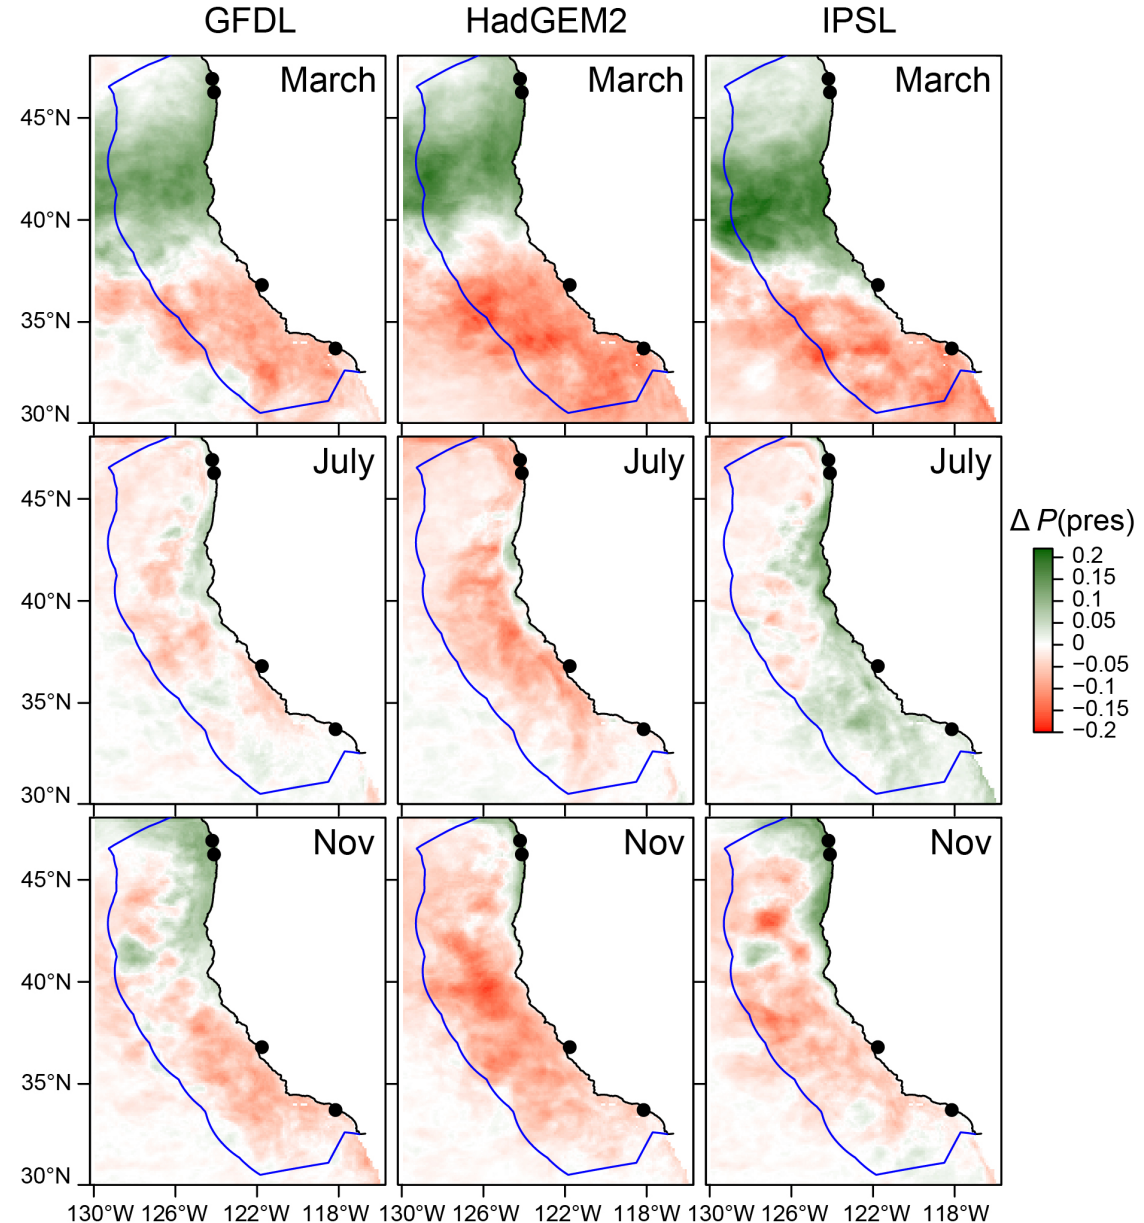 GFDL HadGEM2 IPSL
March March March
45°N
40°N
35°N
30°N
July July July
45°N
40°N
35°N
30°N
Δ P(pres)
0.2
0.15
0.1
0.05
0
−0.05
−0.1
−0.15
−0.2
Nov Nov Nov
45°N
40°N
35°N
30°N
130°W 126°W 122°W 118°W 130°W 126°W 122°W 118°W 130°W 126°W 122°W 118°W